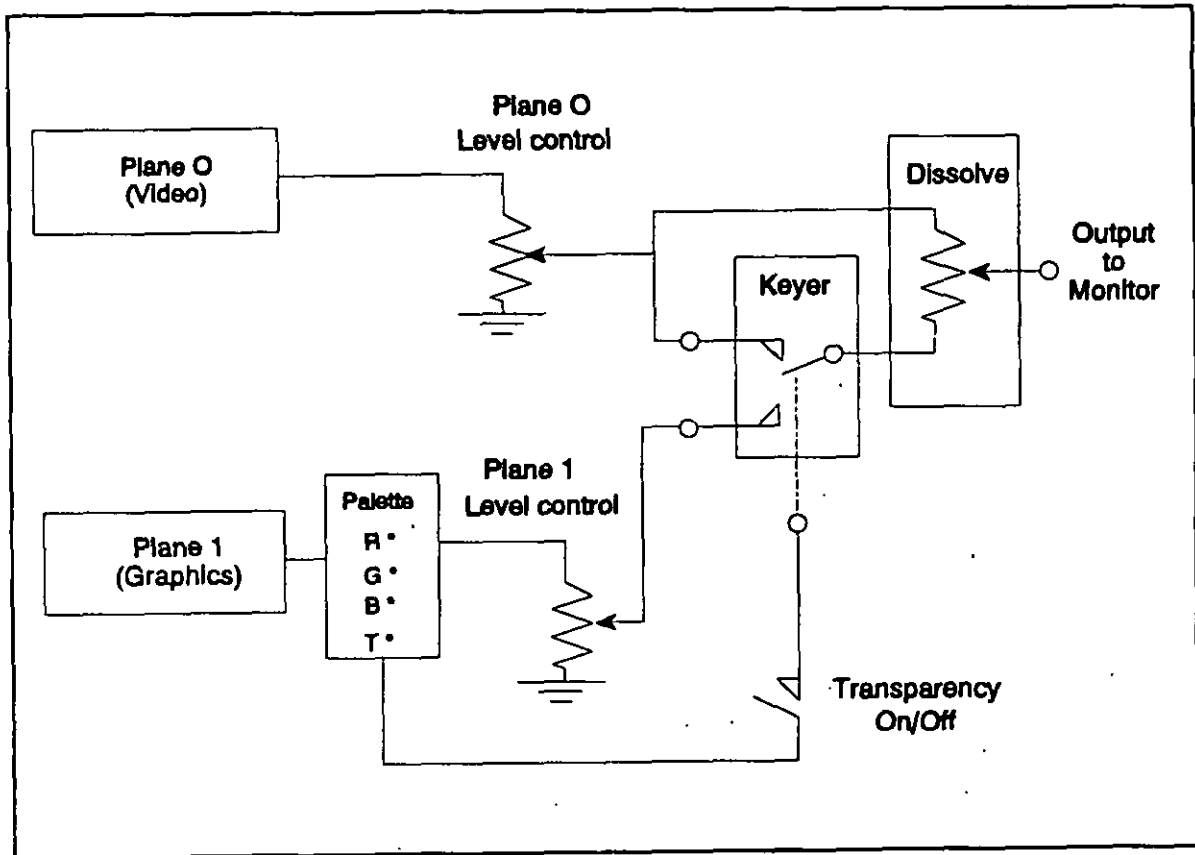 Plane O
Level control
Plane O
(Video)
Dissolve
Output
to
Monitor
Keyer
Plane 1
Level control
Palette
R*
G*
B*
T*
Plane 1
(Graphics)
Transparency
On/Off